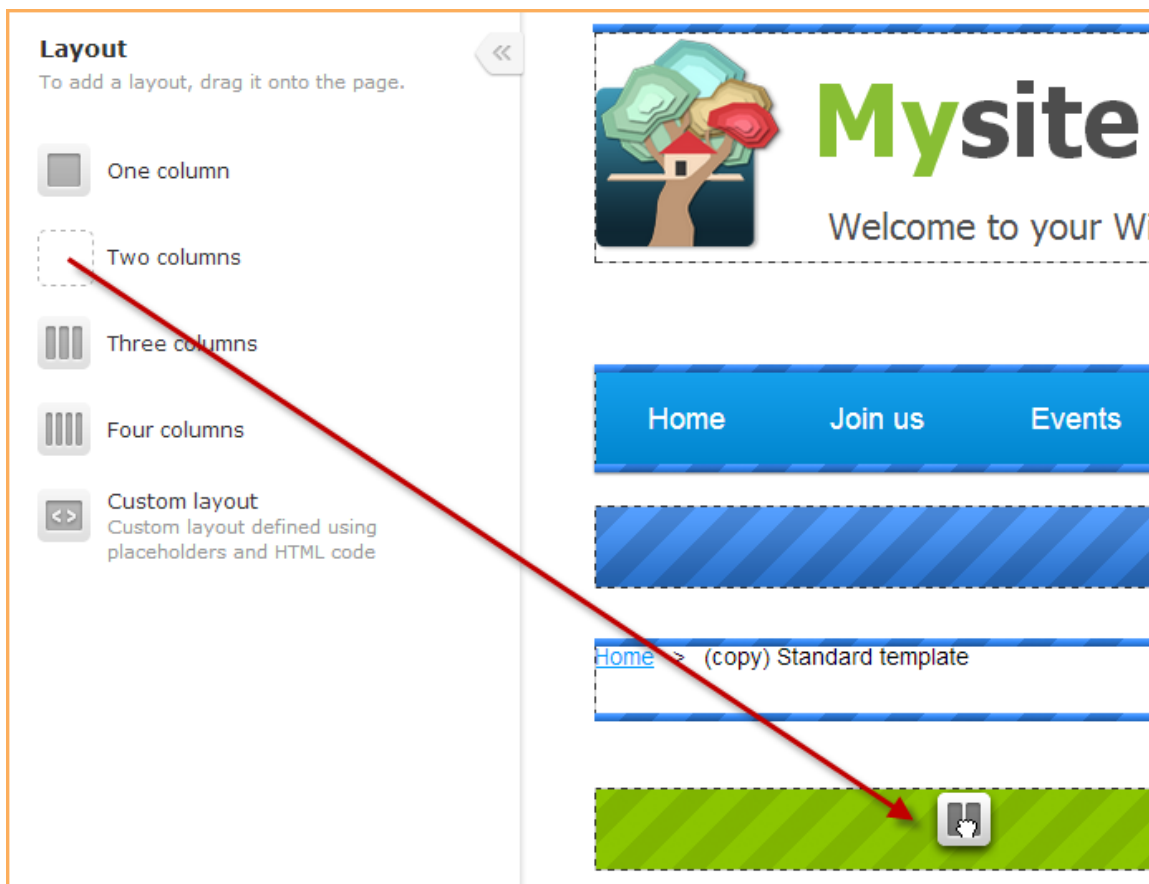 Layout
To add a layout, drag it onto the page.
One column
Two columns
Three columns
Four columns
Custom layout
Custom layout defined using
placeholders and HTML code
Mysite
Welcome to your
Home Join us Events
Home > (copy) Standard template